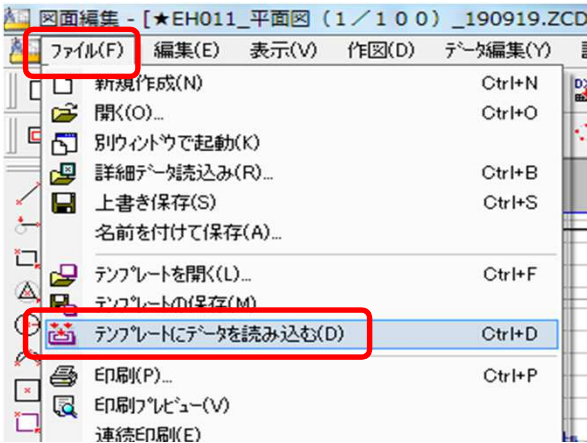 図面編集 - [★EH011_平面図（１／１００）_190919.ZCD
ﾌｧｲﾙ(F) 編集(E) 表示(V) 作図(D) ﾃﾞｰﾀ編集(Y)
新規作成(N) Ctrl+N
開く(O)... Ctrl+O
別ｳｨﾝﾄﾞｳで起動(K)
詳細ﾃﾞｰﾀ読込み(R)... Ctrl+B
上書き保存(S) Ctrl+S
名前を付けて保存(A)...
ﾃﾝﾌﾟﾚｰﾄを開く(L)... Ctrl+F
ﾃﾝﾌﾟﾚｰﾄの保存(M)
ﾃﾝﾌﾟﾚｰﾄにﾃﾞｰﾀを読み込む(D) Ctrl+D
印刷(P)... Ctrl+P
印刷ﾌﾟﾚﾋﾞｭｰ(V)
連続印刷(E)